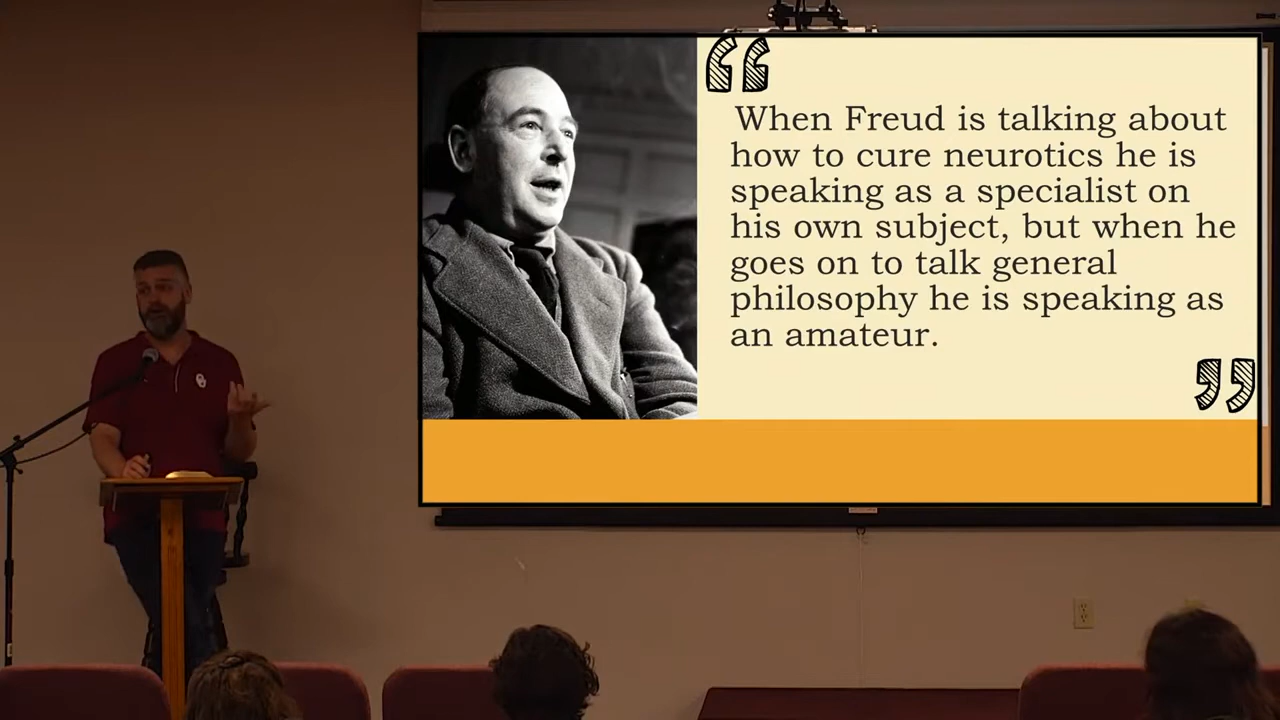 “
When Freud is talking about
how to cure neurotics he is
speaking as a specialist on
his own subject, but when he
goes on to talk general
philosophy he is speaking as
an amateur.
”
OU